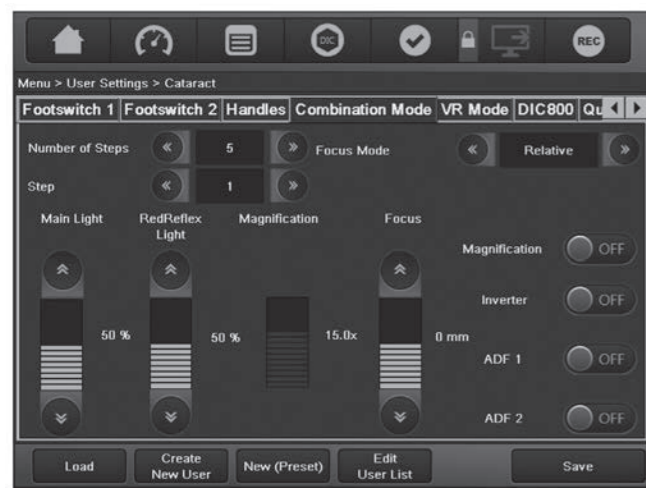 DIC
REC
Menu > User Settings > Cataract
Footswitch 1 Footswitch 2 Handles Combination Mode VR Mode DIC800 Qu
Number of Steps 5 Focus Mode Relative
Step 1
Main Light RedReflex Light Magnification Focus
50 % 50 % 15.0x 0 mm
Magnification OFF
Inverter OFF
ADF 1 OFF
ADF 2 OFF
Load
Create New User
New (Preset)
Edit User List
Save